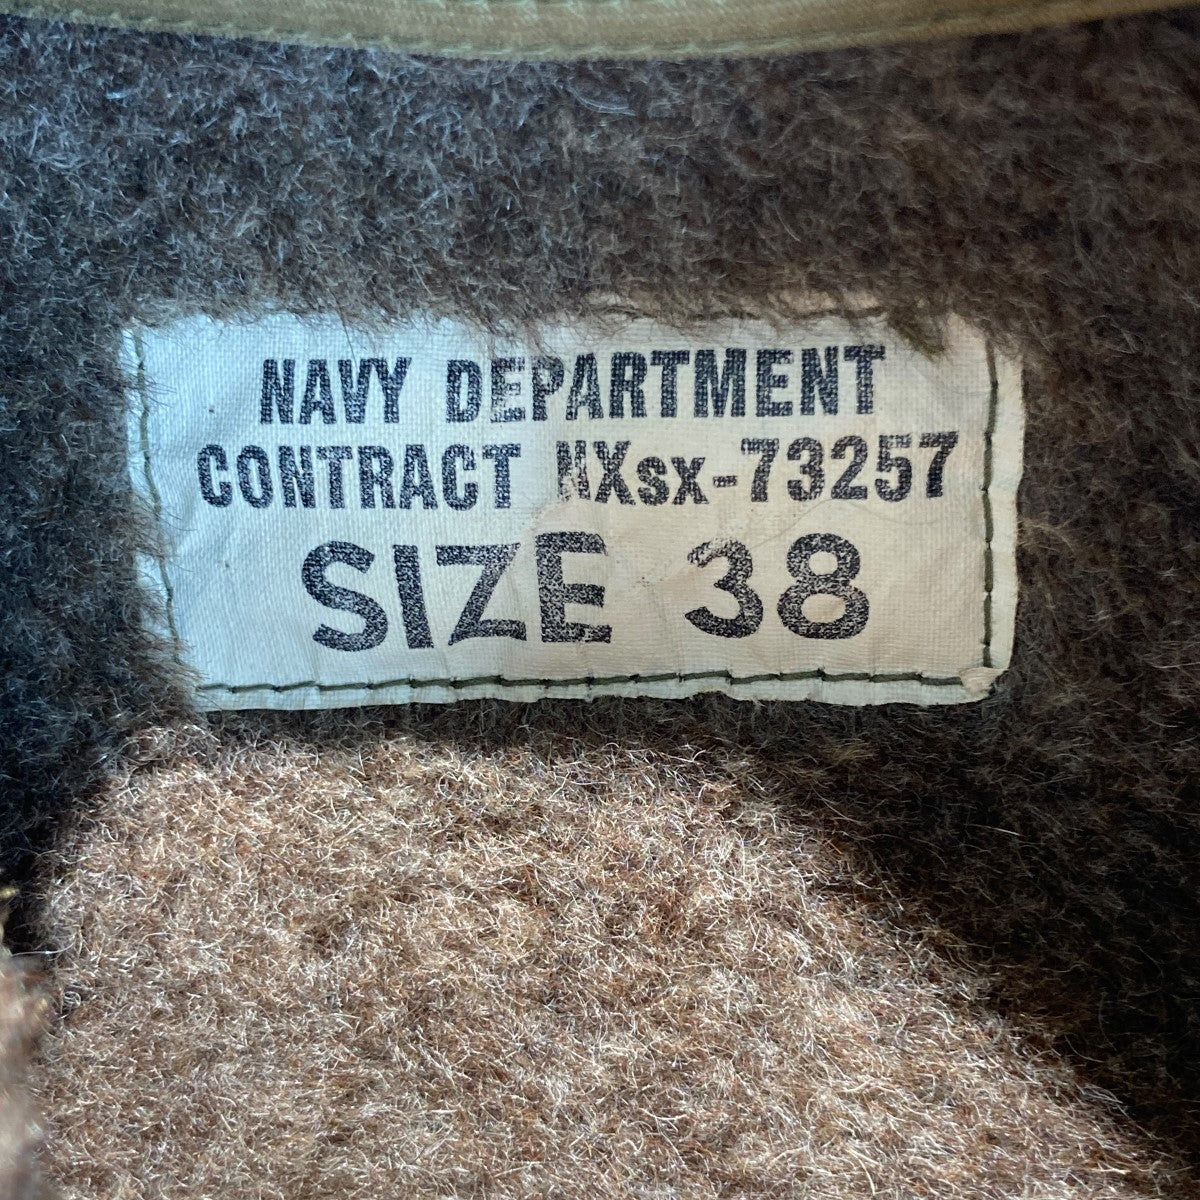 NAVY DEPARTMENT
CONTRACT NXsx-73257
SIZE 38